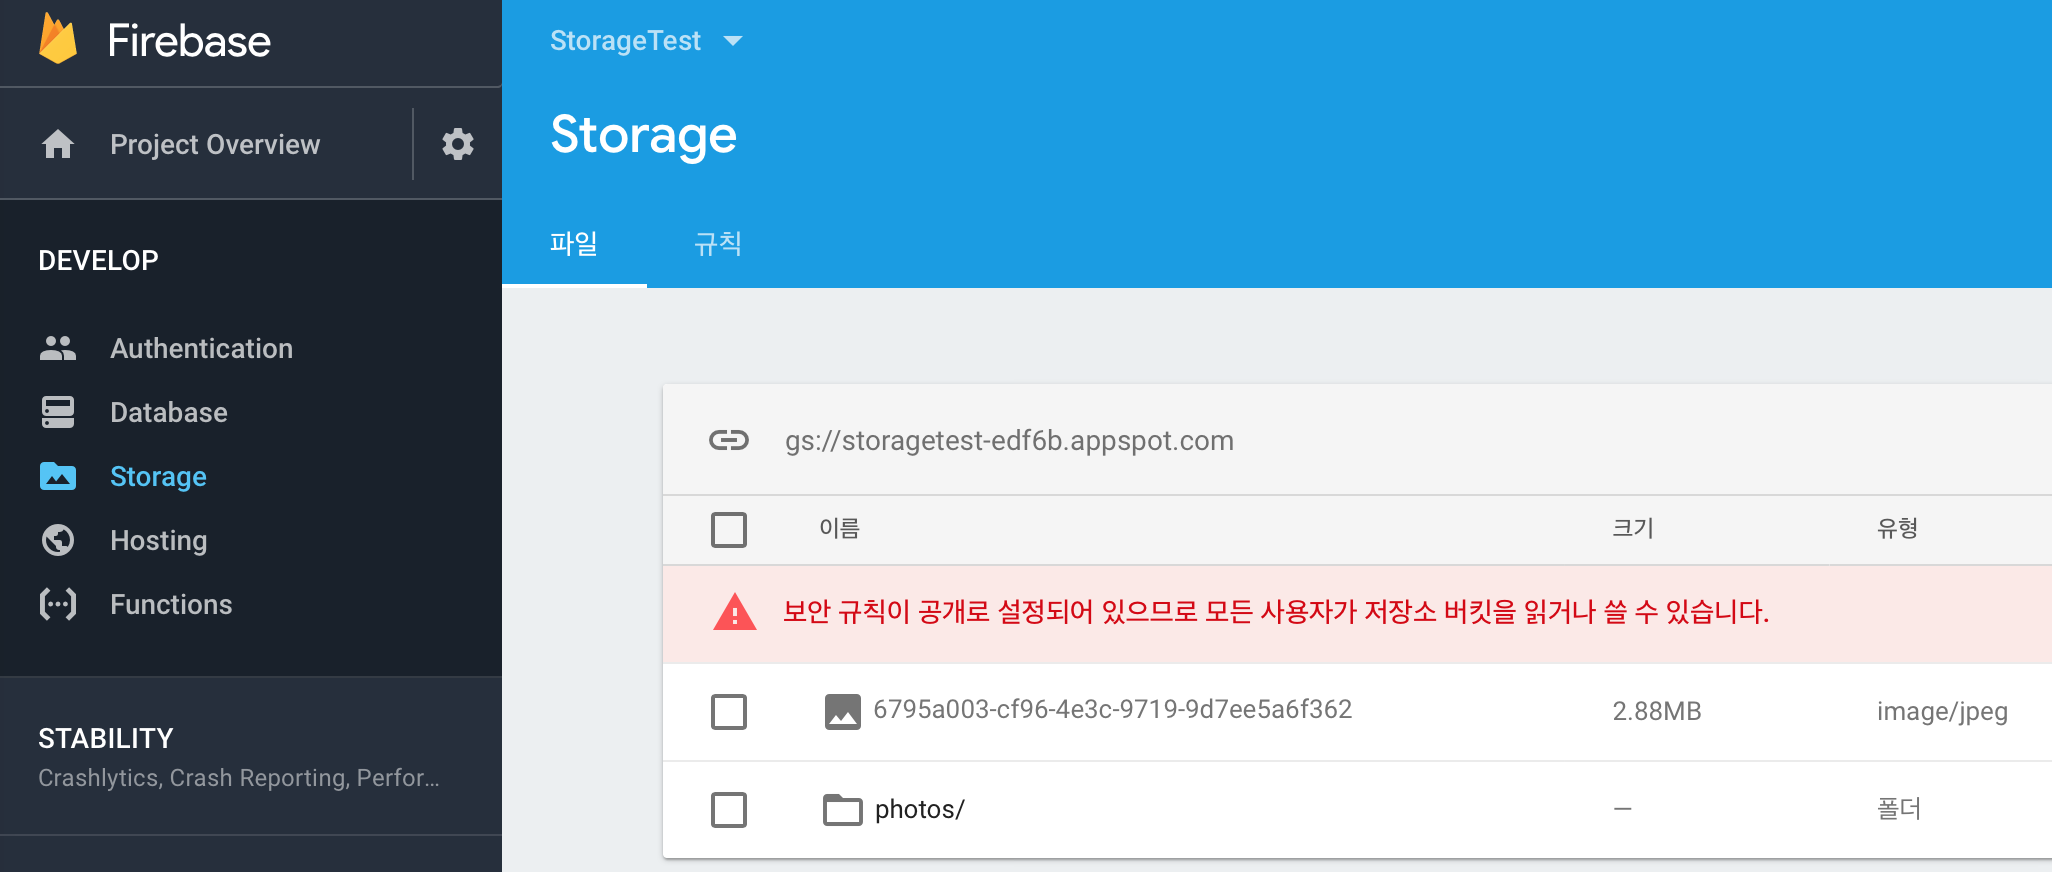 Firebase
Project Overview
DEVELOP
Authentication
Database
Storage
Hosting
Functions
STABILITY
Crashlytics, Crash Reporting, Perfor...
StorageTest
Storage
파일 규칙
gs://storagetest-edf6b.appspot.com
이름 크기 유형
보안 규칙이 공개로 설정되어 있으므로 모든 사용자가 저장소 버킷을 읽거나 쓸 수 있습니다.
6795a003-cf96-4e3c-9719-9d7ee5a6f362 2.88MB image/jpeg
photos/ — 폴더